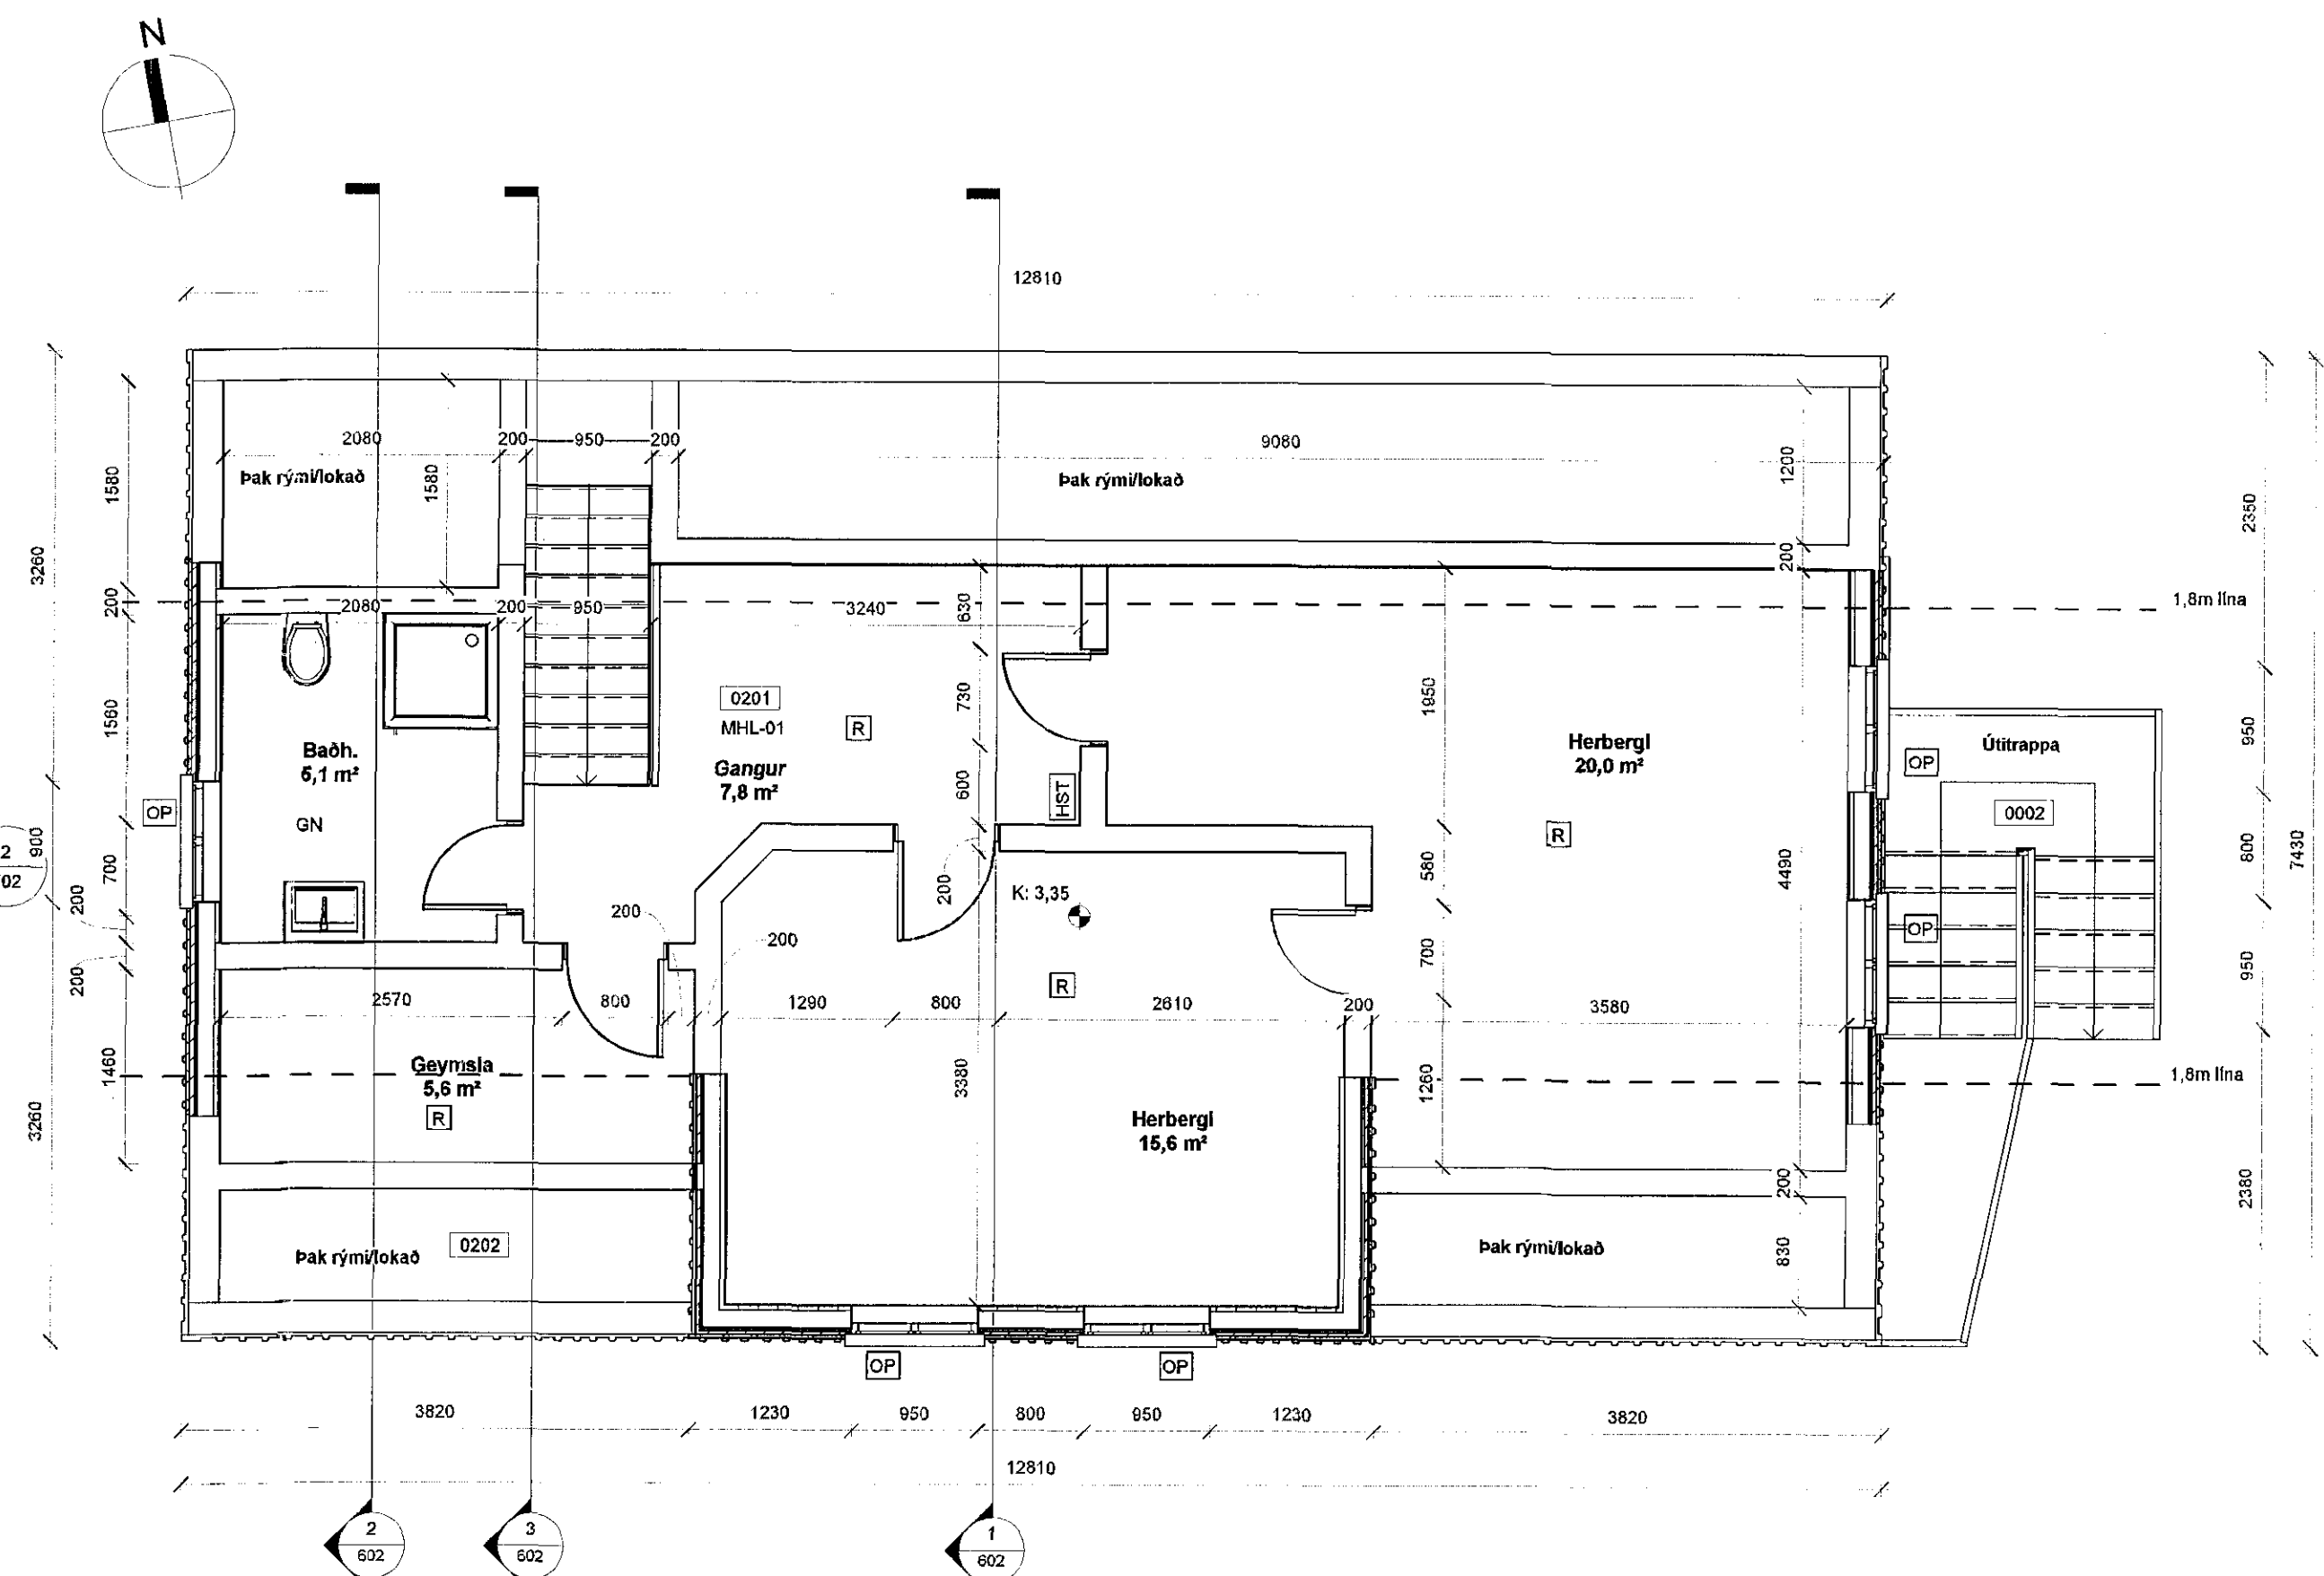 N
12810
2080
200
950
200
9080
Þak rými/lokað
1580
1580
Þak rými/lokað
1200
2350
3260
200
2080
200
950
3240
630
200
1,8m lína
1560
0201
MHL-01
R
730
1950
Herbergi
20,0 m²
Útitrappa
950
Baðh.
6,1 m²
Gangur
7,8 m²
600
HST
OP
OP
0002
GN
R
2
02
900
700
200
580
4490
800
7430
K: 3,35
200
200
200
OP
200
200
700
950
R
2570
800
1290
800
2610
200
3580
1460
Geymsla
5,6 m²
3380
1260
1,8m lína
R
3260
Herbergi
15,6 m²
200
2380
Þak rými/lokað
0202
Þak rými/lokað
830
OP
OP
3820
1230
950
800
950
1230
3820
12810
2
602
3
602
1
602